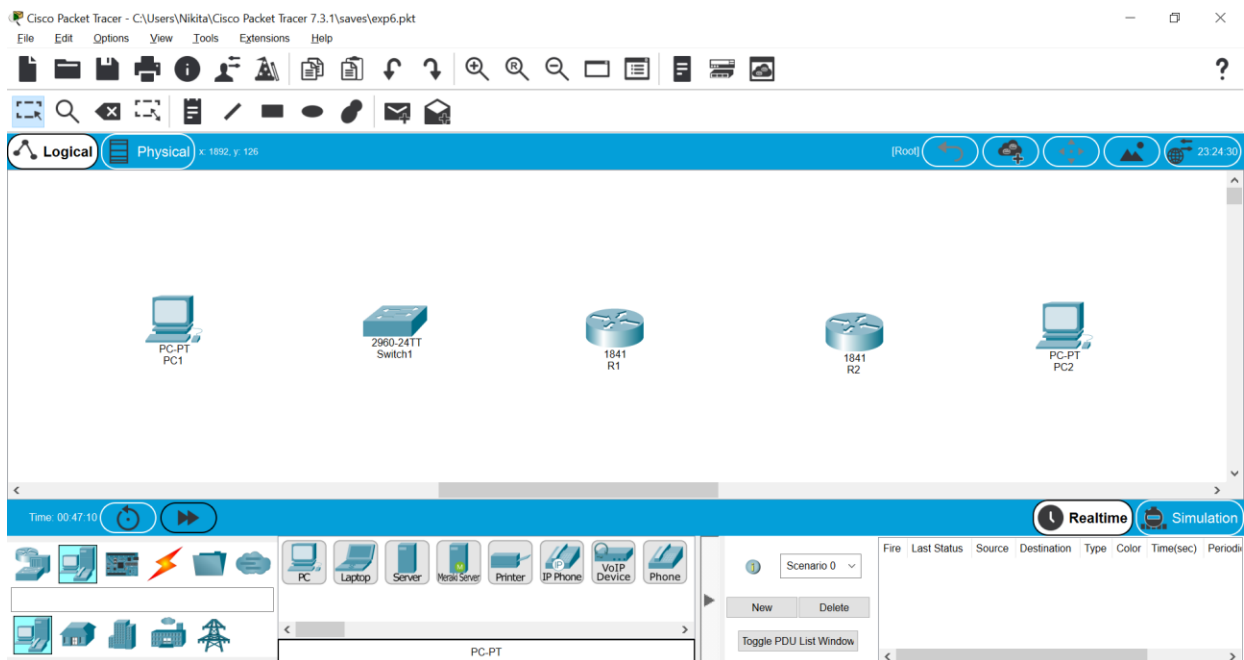 Cisco Packet Tracer - C:\Users\Nikita\Cisco Packet Tracer 7.3.1\saves\exp6.pkt
File Edit Options View Tools Extensions Help
?
Logical Physical x: 1892, y: 126 [Root] 23:24:30
PC-PT
PC1
2960-24TT
Switch1
1841
R1
1841
R2
PC-PT
PC2
Time: 00:47:10 Realtime Simulation
PC Laptop Server Meraki Server Printer IP Phone VoIP Device Phone
Scenario 0
New Delete
Toggle PDU List Window
Fire Last Status Source Destination Type Color Time(sec) Periodi
PC-PT